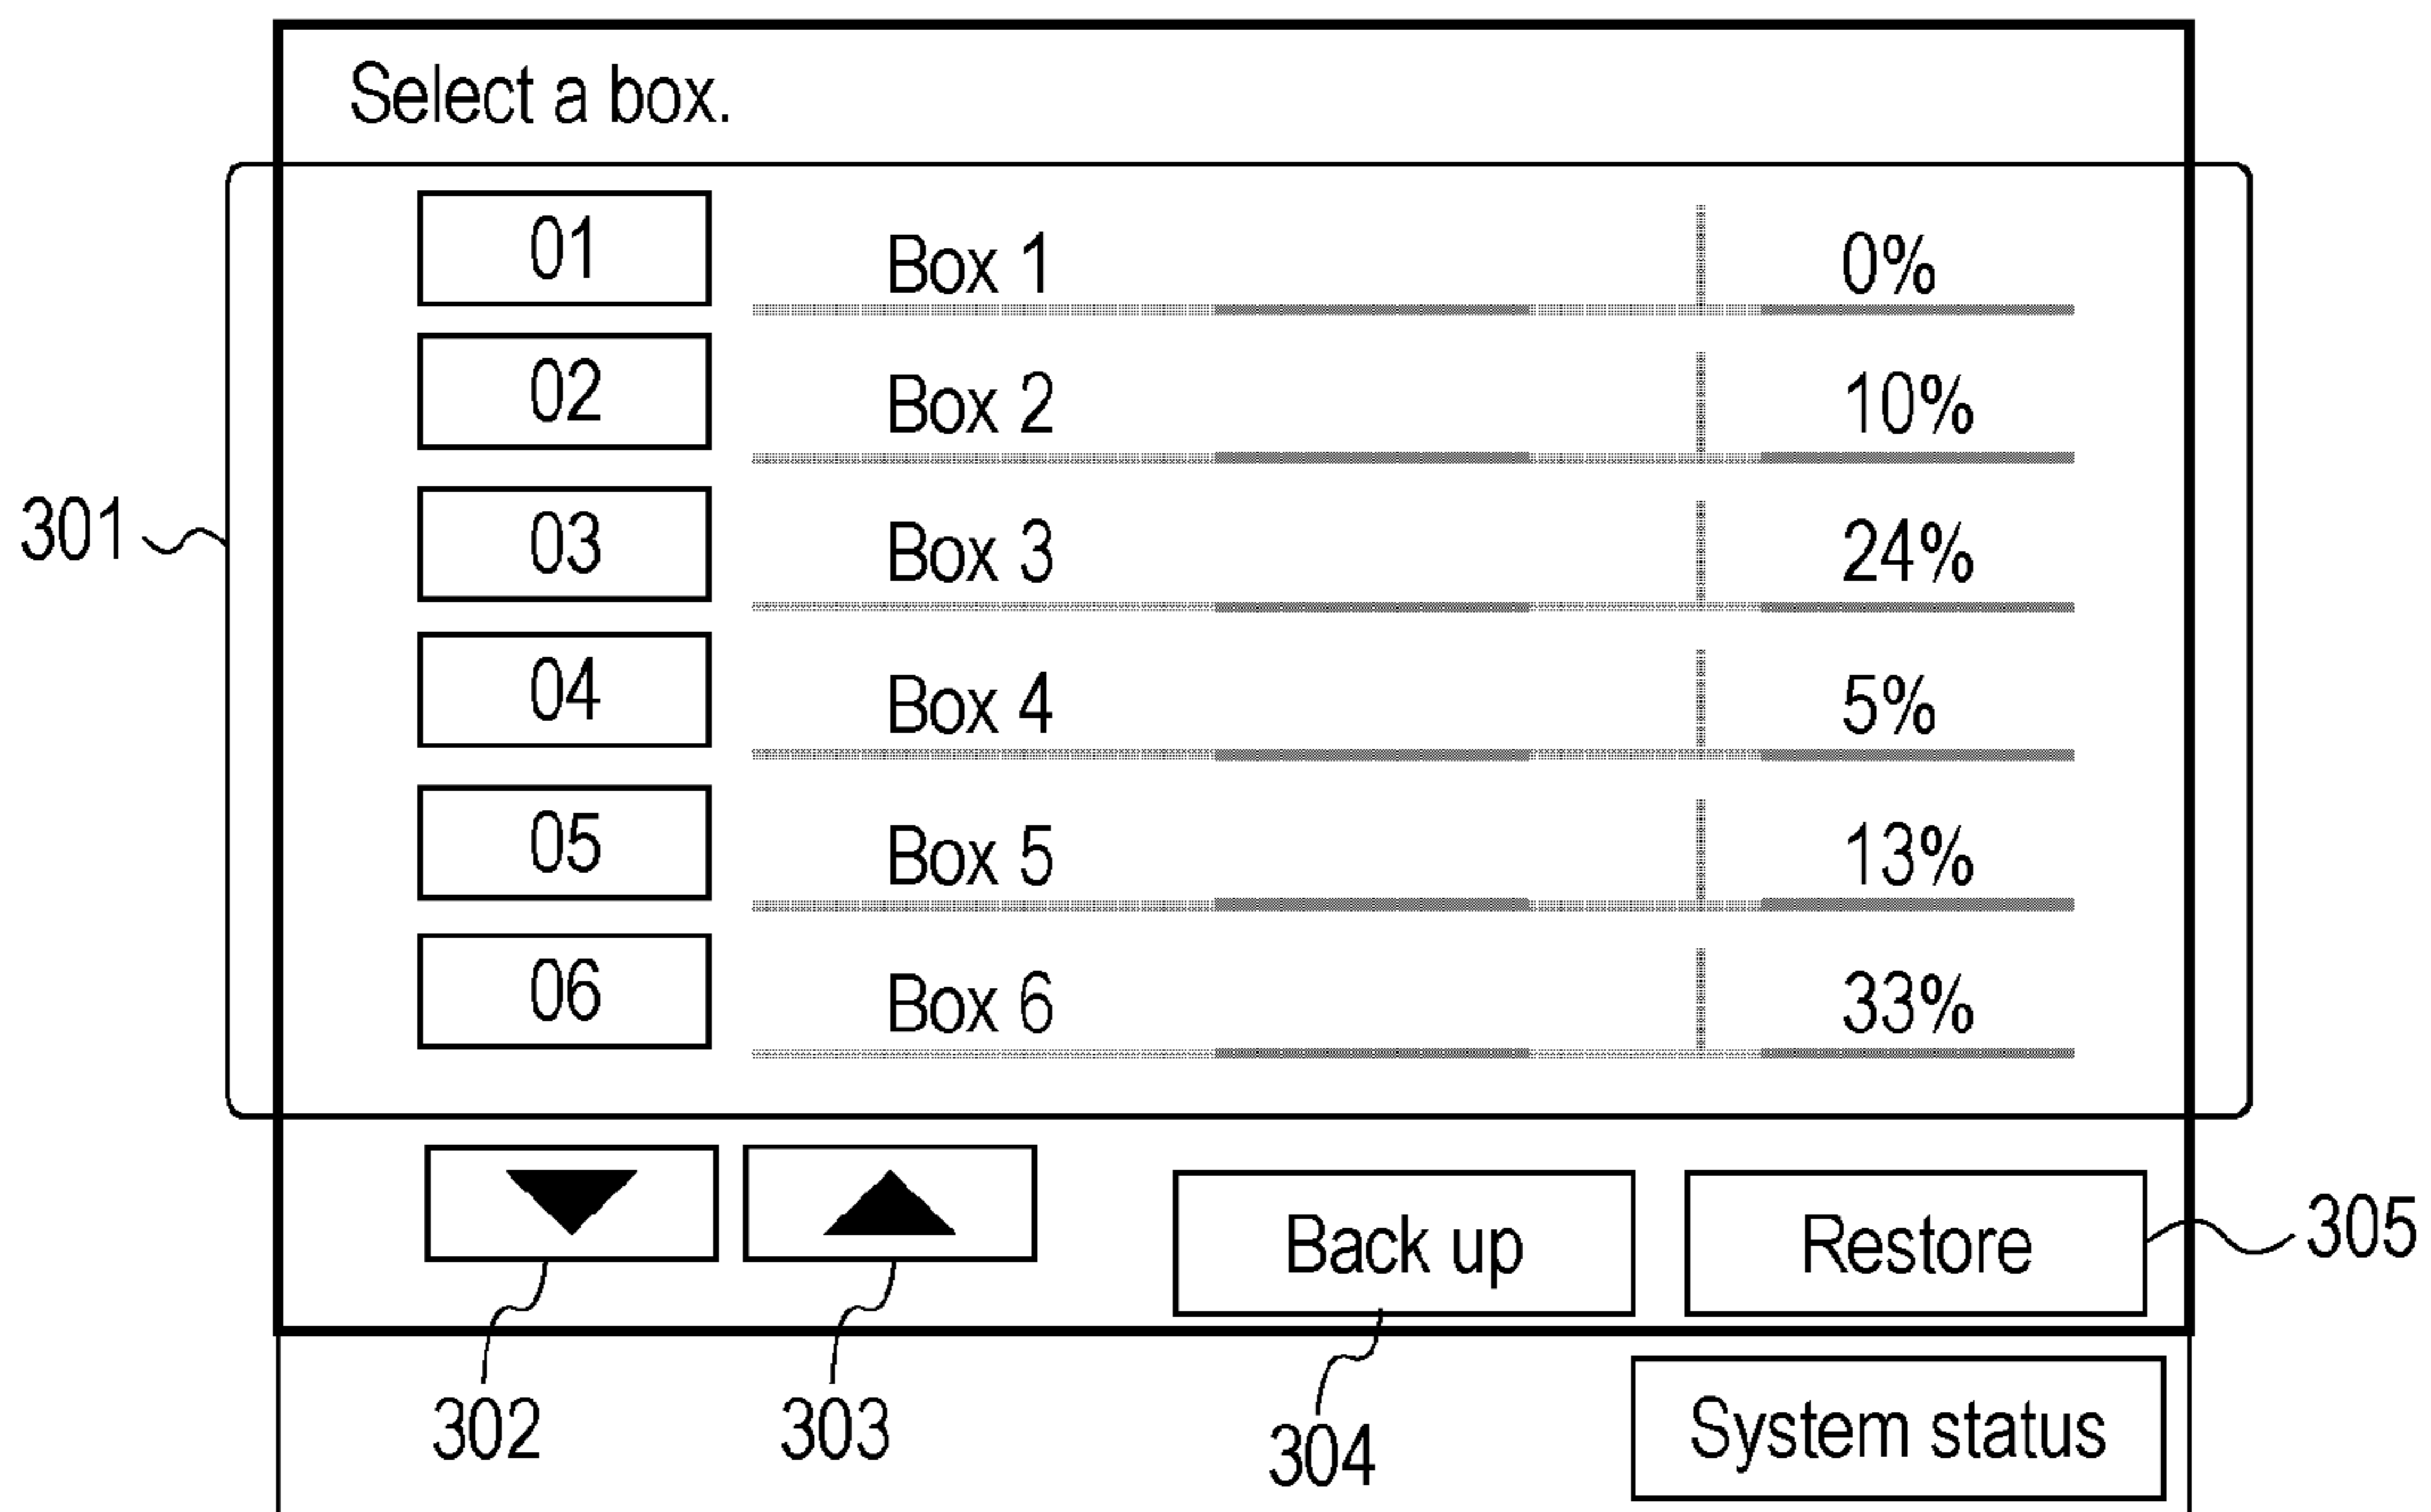 Select a box.
01 Box 1 0%
02 Box 2 10%
301 03 Box 3 24%
04 Box 4 5%
05 Box 5 13%
06 Box 6 33%
Back up Restore 305
302 303 304 System status